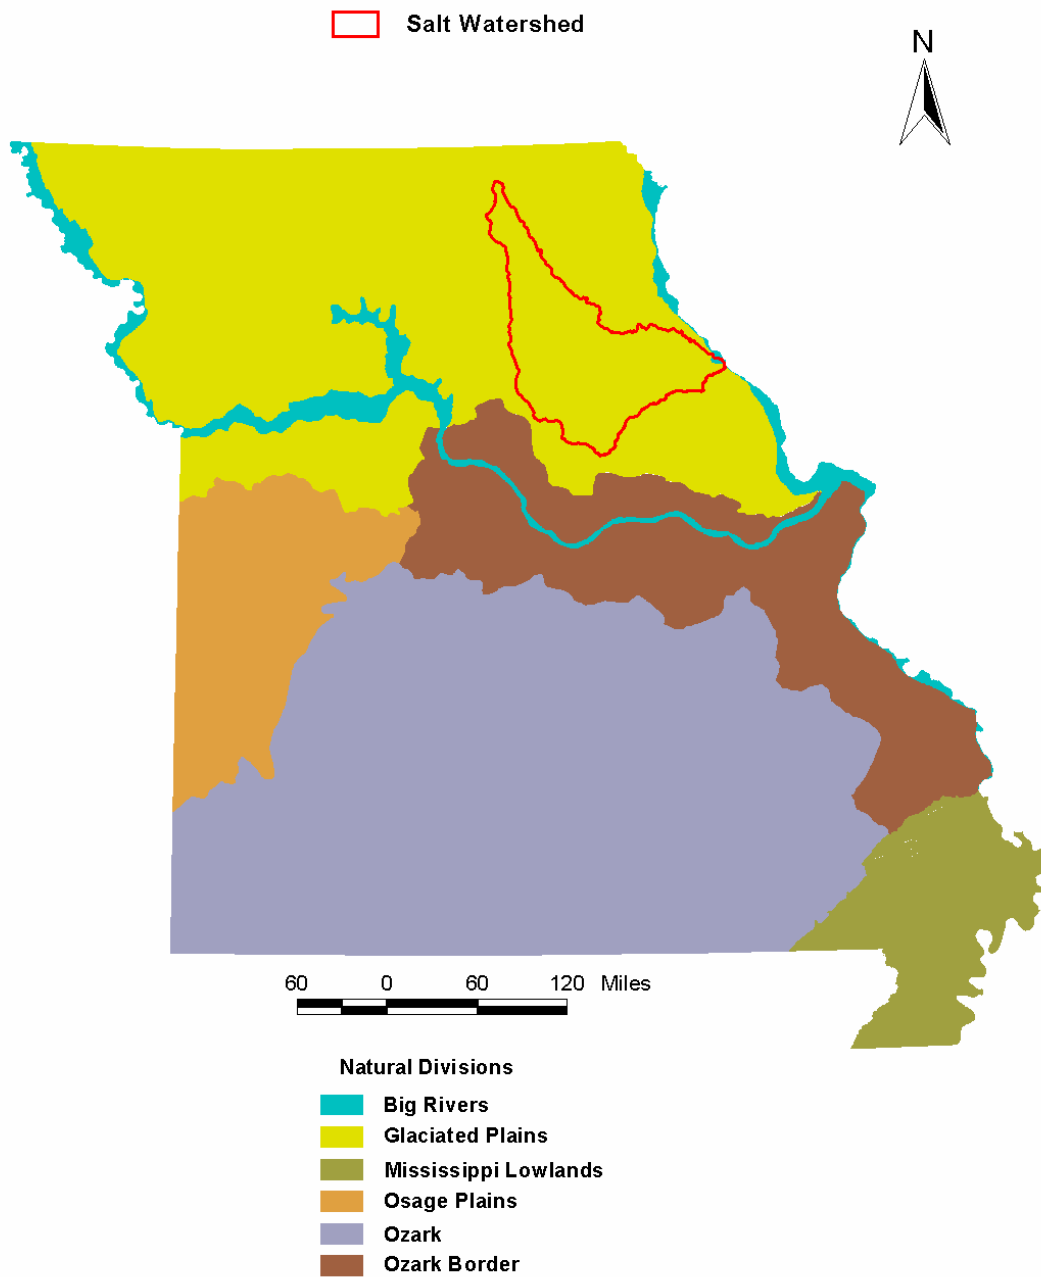 Salt Watershed
N
60 0 60 120 Miles
Natural Divisions
Big Rivers
Glaciated Plains
Mississippi Lowlands
Osage Plains
Ozark
Ozark Border